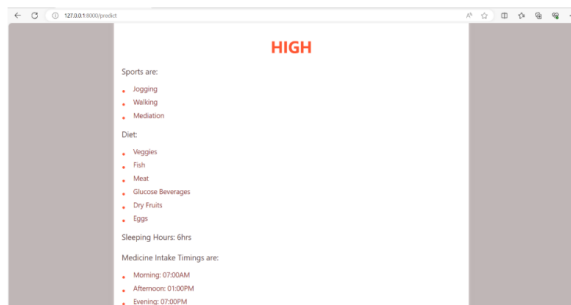 127.0.0.1:8000/predict
HIGH
Sports are:
Jogging
Walking
Mediation
Diet:
Veggies
Fish
Meat
Glucose Beverages
Dry Fruits
Eggs
Sleeping Hours: 6hrs
Medicine Intake Timings are:
Morning: 07:00AM
Afternoon: 01:00PM
Evening: 07:00PM